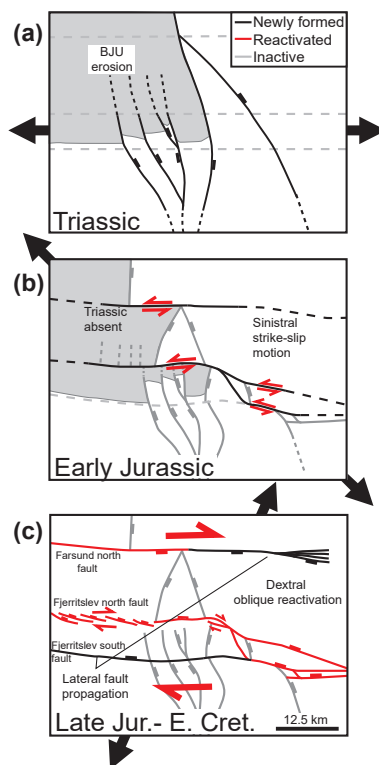 (a)
Newly formed
Reactivated
Inactive
BJU
erosion
Triassic
(b)
Triassic
absent
Sinistral
strike-slip
motion
Early Jurassic
(c)
Farsund north
fault
Fjerritslev north fault
Dextral
oblique reactivation
Fjerritslev south
fault
Lateral fault
propagation
Late Jur.- E. Cret.
12.5 km